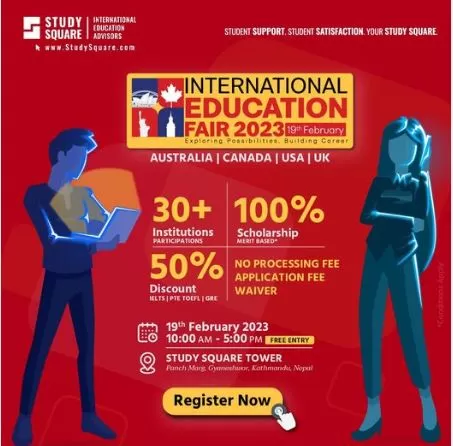 STUDY SQUARE
INTERNATIONAL EDUCATION ADVISORS
www.StudySquare.com
STUDENT SUPPORT, STUDENT SATISFACTION. YOUR STUDY SQUARE.
INTERNATIONAL
EDUCATION
FAIR 2023 19th February
Exploring Possibilities, Building Career
AUSTRALIA | CANADA | USA | UK
30+
Institutions
PARTICIPATIONS
100%
Scholarship
MERIT BASED*
50%
Discount
IELTS | PTE TOEFL | GRE
NO PROCESSING FEE
APPLICATION FEE
WAIVER
*Conditions Apply
19th February 2023
10:00 AM - 5:00 PM FREE ENTRY
STUDY SQUARE TOWER
Panch Marg, Gyaneshwor, Kathmandu, Nepal
Register Now